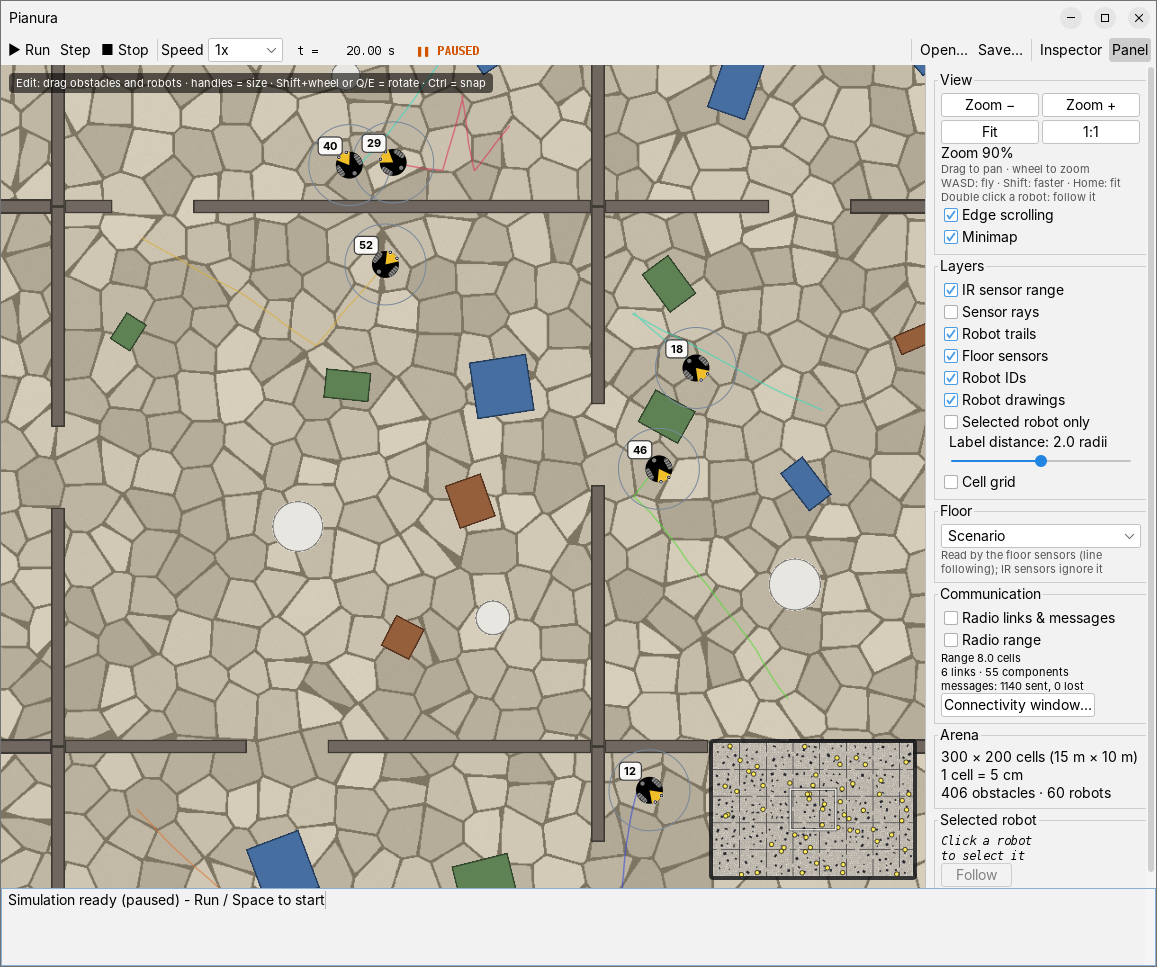 Pianura
Run Step Stop Speed 1x t = 20.00 s PAUSED Open... Save... Inspector Panel
Edit: drag obstacles and robots · handles = size · Shift+wheel or Q/E = rotate · Ctrl = snap
40
29
52
18
46
12
View
Zoom − Zoom +
Fit 1:1
Zoom 90%
Drag to pan · wheel to zoom
WASD: fly · Shift: faster · Home: fit
Double click a robot: follow it
Edge scrolling
Minimap
Layers
IR sensor range
Sensor rays
Robot trails
Floor sensors
Robot IDs
Robot drawings
Selected robot only
Label distance: 2.0 radii
Cell grid
Floor
Scenario
Read by the floor sensors (line
following); IR sensors ignore it
Communication
Radio links & messages
Radio range
Range 8.0 cells
6 links · 55 components
messages: 1140 sent, 0 lost
Connectivity window...
Arena
300 × 200 cells (15 m × 10 m)
1 cell = 5 cm
406 obstacles · 60 robots
Selected robot
Click a robot
to select it
Follow
Simulation ready (paused) - Run / Space to start